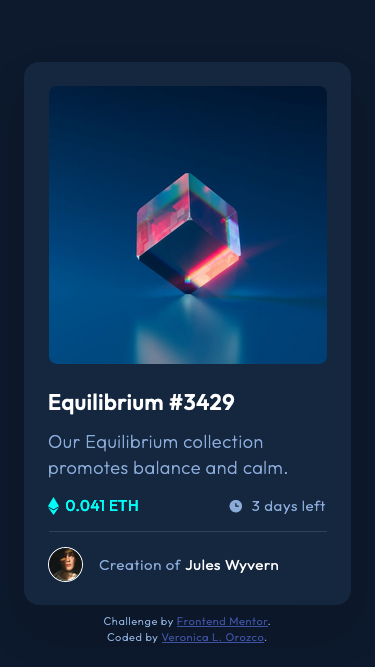 Equilibrium #3429
Our Equilibrium collection
promotes balance and calm.
0.041 ETH
3 days left
Creation of Jules Wyvern
Challenge by Frontend Mentor.
Coded by Veronica L. Orozco.